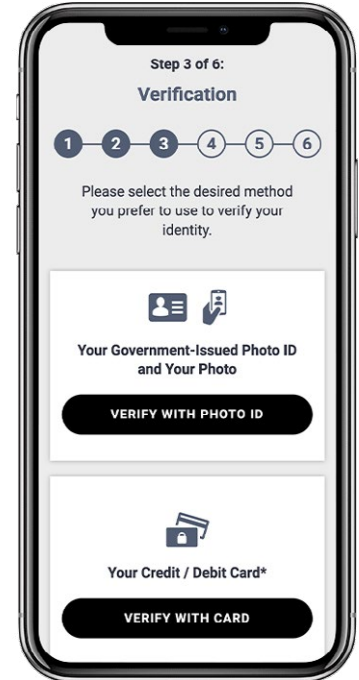 Step 3 of 6:
Verification
1 2 3 4 5 6
Please select the desired method
you prefer to use to verify your
identity.
Your Government-Issued Photo ID
and Your Photo
VERIFY WITH PHOTO ID
Your Credit / Debit Card*
VERIFY WITH CARD